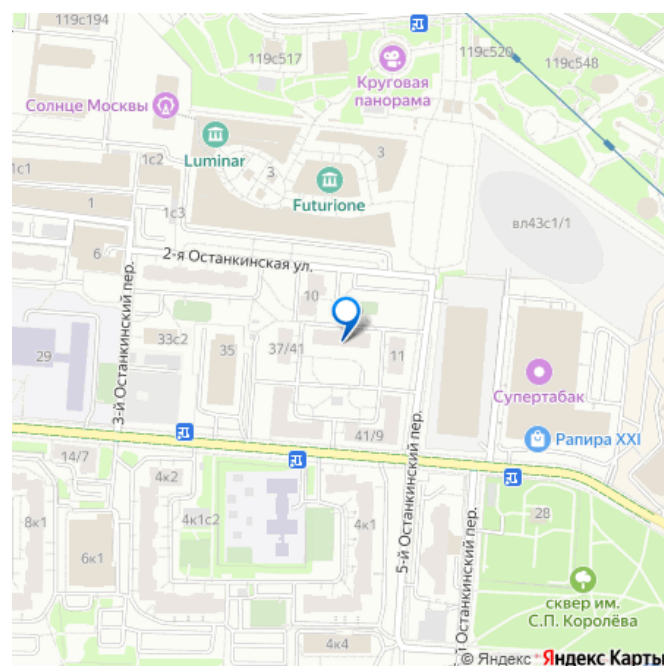 119с194
119с517
119с520
119с548
Круговая
панорама
Солнце Москвы
Luminar
3
3
Futurione
1с1
1с2
1
1с3
вл43с1/1
2-я Останкинская ул.
6
10
3-й Останкинский пер.
33с2
35
37/41
11
29
Супертабак
5-й Останкинский пер.
41/9
Рапира XXI
14/7
4к2
8к1
6к1
4к1с2
4к1
28
й Останкинский пер.
сквер им.
С.П. Королёва
4к4
© Яндекс
Яндекс Карты